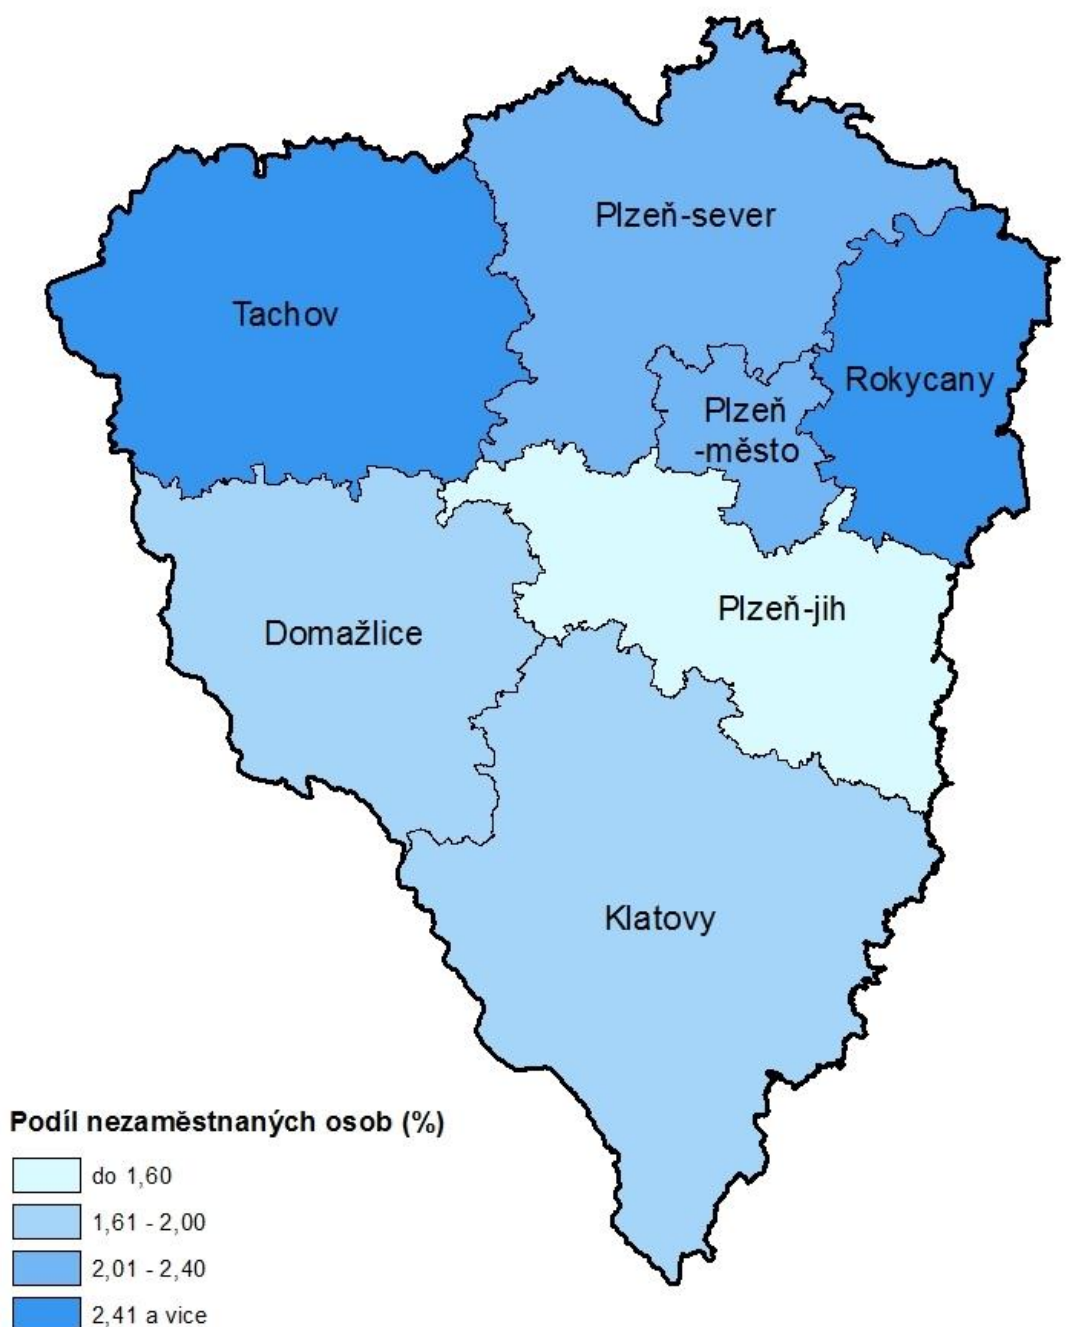 Plzeň-sever
Tachov
Rokycany
Plzeň
-město
Plzeň-jih
Domažlice
Klatovy
Podíl nezaměstnaných osob (%)
do 1,60
1,61 - 2,00
2,01 - 2,40
2,41 a vice